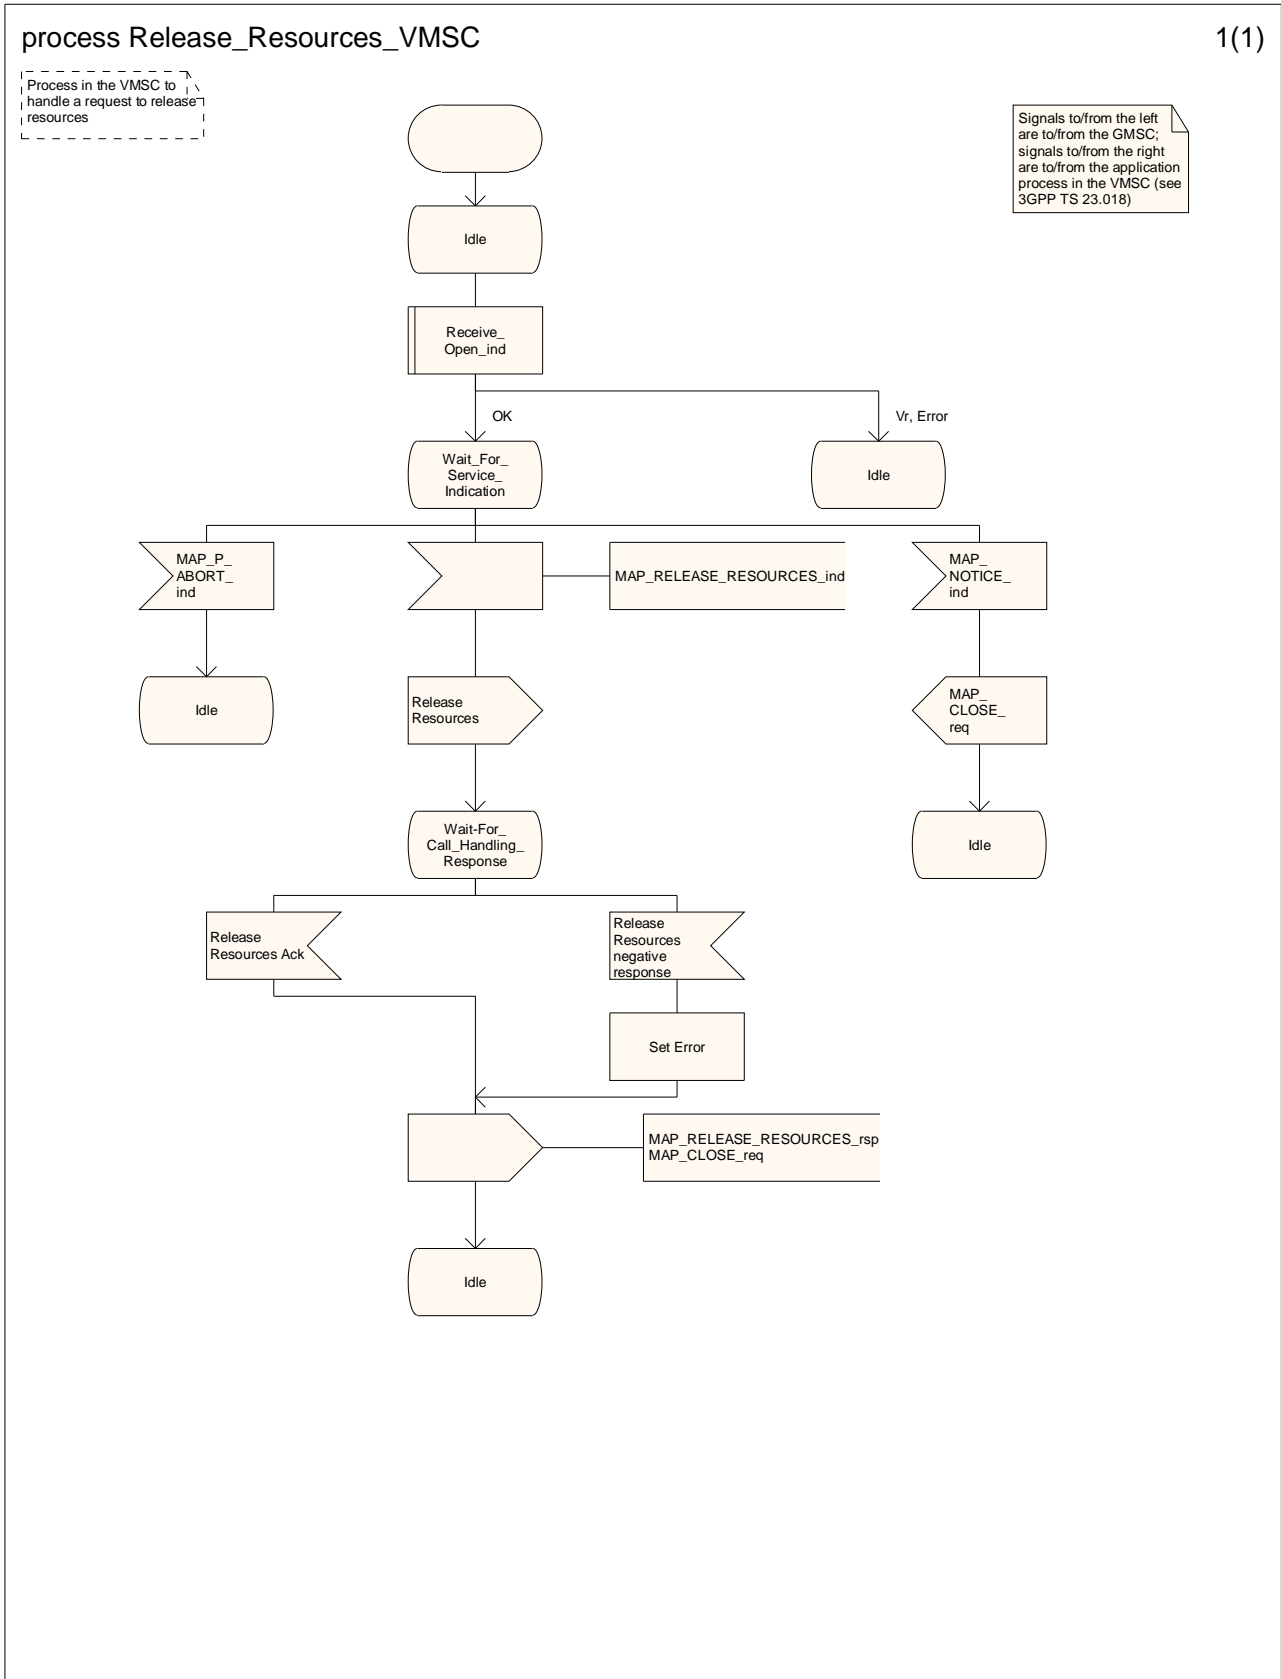 process Release_Resources_VMSC
1(1)
Process in the VMSC to
handle a request to release
resources
Signals to/from the left
are to/from the GMSC;
signals to/from the right
are to/from the application
process in the VMSC (see
3GPP TS 23.018)
Idle
Receive_
Open_ind
OK
Vr, Error
Wait_For_
Service_
Indication
Idle
MAP_P_
ABORT_
ind
MAP_RELEASE_RESOURCES_ind
MAP_
NOTICE_
ind
Idle
Release
Resources
MAP_
CLOSE_
req
Wait-For_
Call_Handling_
Response
Idle
Release
Resources Ack
Release
Resources
negative
response
Set Error
MAP_RELEASE_RESOURCES_rsp
MAP_CLOSE_req
Idle